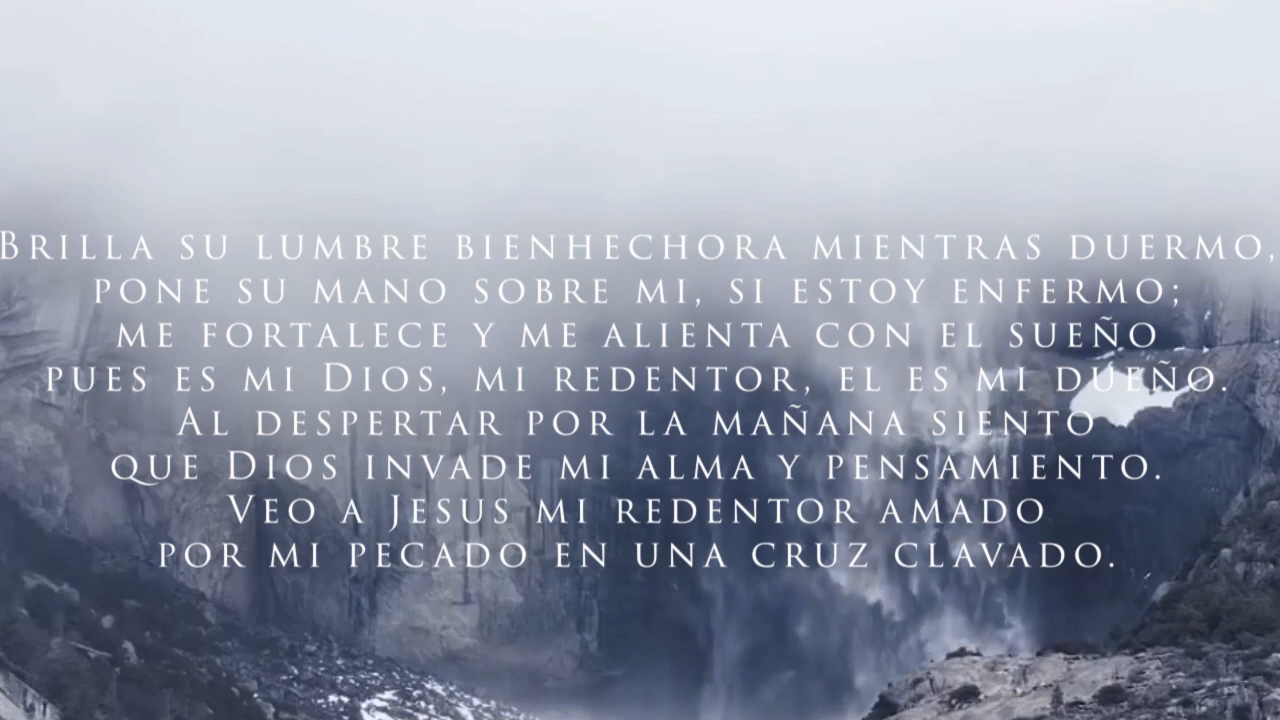 Brilla su lumbre bienhechora mientras duermo,
pone su mano sobre mi, si estoy enfermo;
me fortalece y me alienta con el sueño
pues es mi Dios, mi redentor, el es mi dueño.
Al despertar por la mañana siento
que Dios invade mi alma y pensamiento.
Veo a Jesus mi redentor amado
por mi pecado en una cruz clavado.